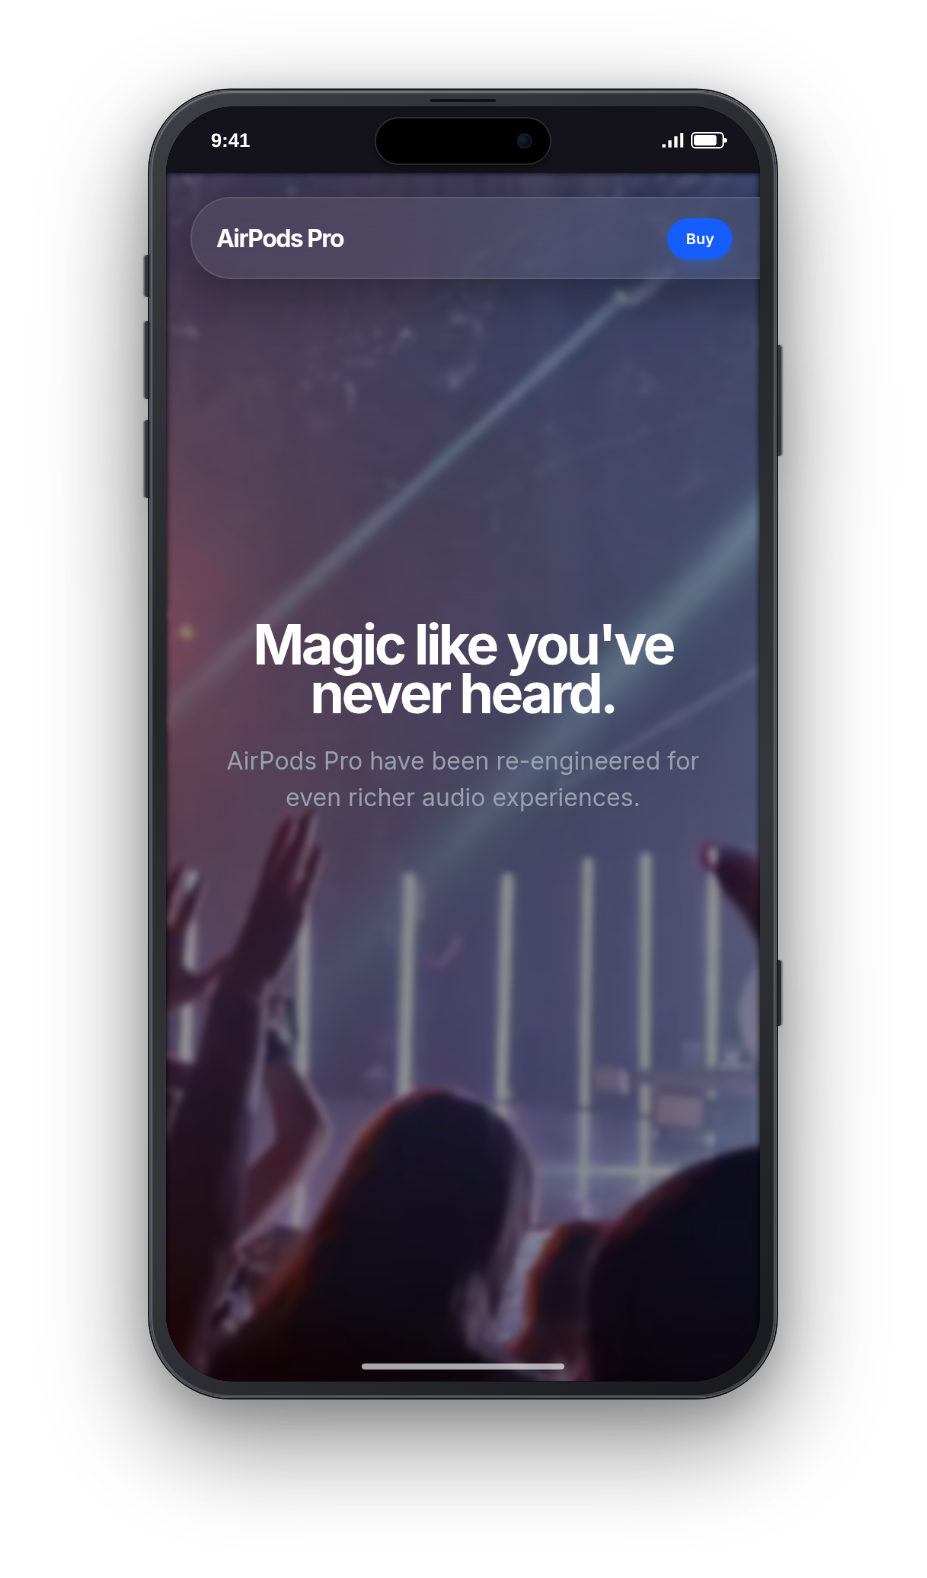 9:41
AirPods Pro
Buy
Magic like you've
never heard.
AirPods Pro have been re-engineered for
even richer audio experiences.